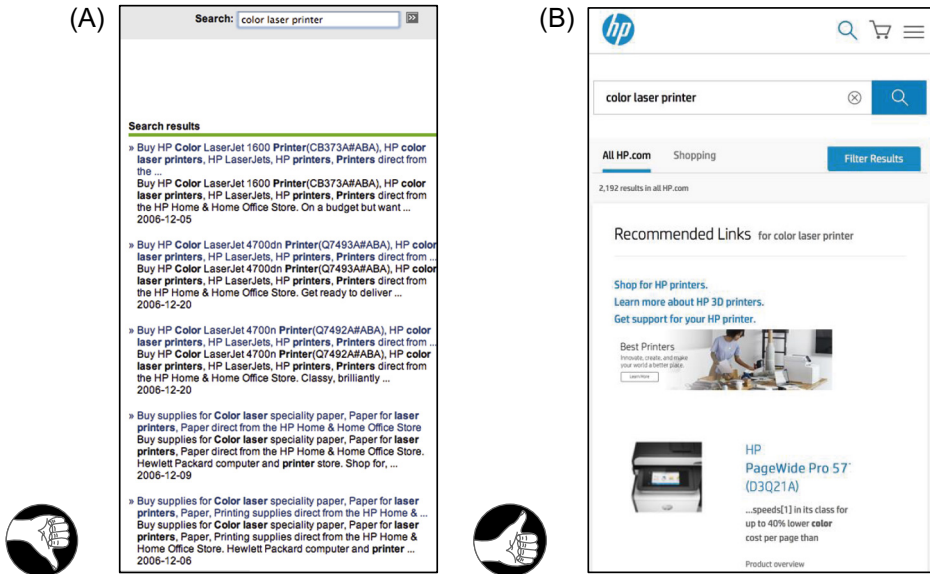 (A)
Search: color laser printer
Search results
» Buy HP Color LaserJet 1600 Printer(CB373A#ABA), HP color
laser printers, HP LaserJets, HP printers, Printers direct from
the ...
Buy HP Color LaserJet 1600 Printer(CB373A#ABA), HP color
laser printers, HP LaserJets, HP printers, Printers direct from
the HP Home & Home Office Store. On a budget but want ...
2006-12-05
» Buy HP Color LaserJet 4700dn Printer(Q7493A#ABA), HP color
laser printers, HP LaserJets, HP printers, Printers direct from ...
Buy HP Color LaserJet 4700dn Printer(Q7493A#ABA), HP color
laser printers, HP LaserJets, HP printers, Printers direct from
the HP Home & Home Office Store. Get ready to deliver ...
2006-12-20
» Buy HP Color LaserJet 4700n Printer(Q7492A#ABA), HP color
laser printers, HP LaserJets, HP printers, Printers direct from ...
Buy HP Color LaserJet 4700n Printer(Q7492A#ABA), HP color
laser printers, HP LaserJets, HP printers, Printers direct from
the HP Home & Home Office Store. Classy, brilliantly ...
2006-12-20
» Buy supplies for Color laser speciality paper, Paper for laser
printers, Paper direct from the HP Home & Home Office Store
Buy supplies for Color laser speciality paper, Paper for laser
printers, Paper direct from the HP Home & Home Office Store.
Hewlett Packard computer and printer store. Shop for, ...
2006-12-09
» Buy supplies for Color laser speciality paper, Paper for laser
printers, Paper, Printing supplies direct from the HP Home & ...
Buy supplies for Color laser speciality paper, Paper for laser
printers, Paper, Printing supplies direct from the HP Home &
Home Office Store. Hewlett Packard computer and printer ...
2006-12-06
(B)
hp
color laser printer
All HP.com Shopping Filter Results
2,192 results in all HP.com
Recommended Links for color laser printer
Shop for HP printers.
Learn more about HP 3D printers.
Get support for your HP printer.
Best Printers
Innovate, create, and make
your world a better place.
Learn More
HP
PageWide Pro 57
(D3Q21A)
...speeds[1] in its class for
up to 40% lower color
cost per page than
Product overview